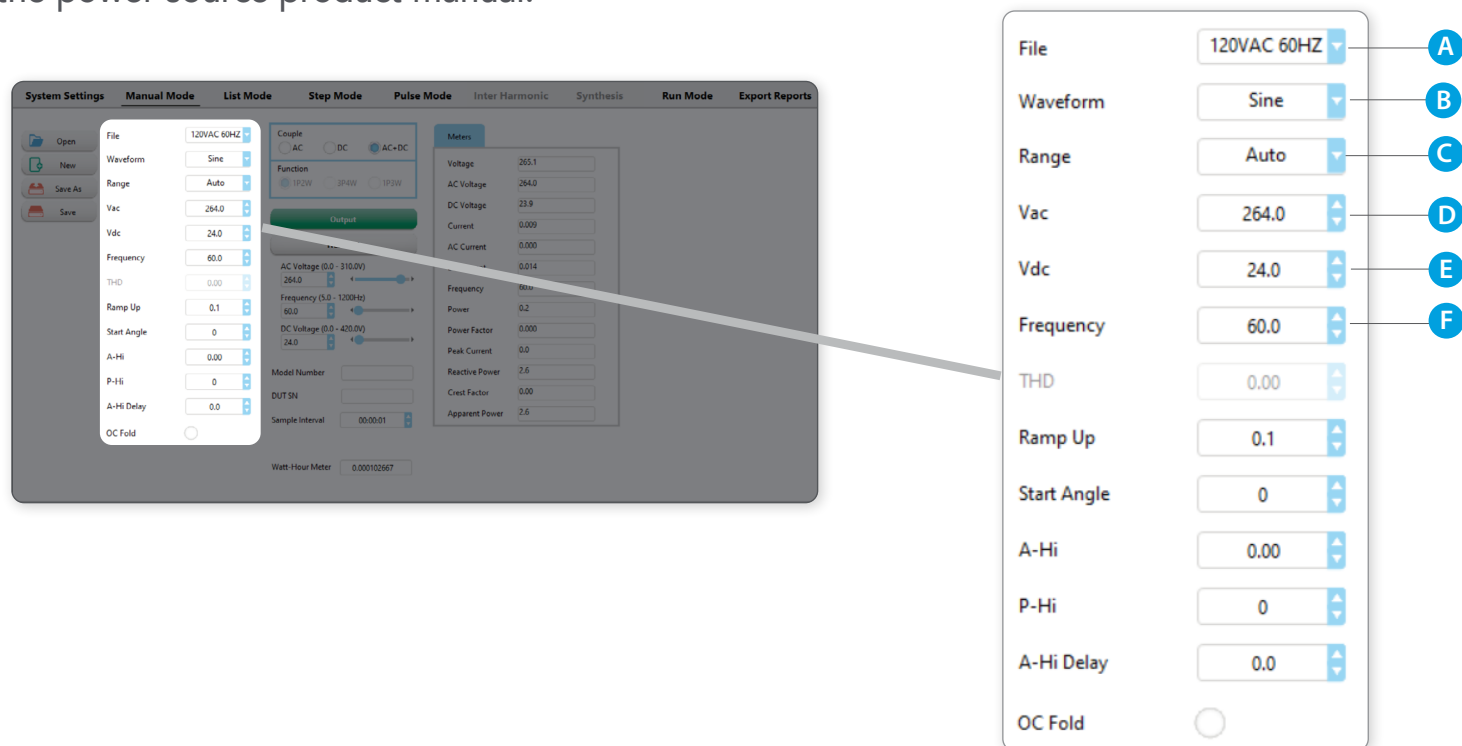 the power source product manual.
System Settings Manual Mode List Mode Step Mode Pulse Mode Inter Harmonic Synthesis Run Mode Export Reports
Open
New
Save As
Save
File 120VAC 60HZ
Waveform Sine
Range Auto
Vac 264.0
Vdc 24.0
Frequency 60.0
THD 0.00
Ramp Up 0.1
Start Angle 0
A-Hi 0.00
P-Hi 0
A-Hi Delay 0.0
OC Fold
Couple
AC DC AC+DC
Function
1P2W 3P4W 1P3W
Output
AC Voltage (0.0 - 310.0V)
264.0
Frequency (5.0 - 1200Hz)
60.0
DC Voltage (0.0 - 420.0V)
24.0
Model Number
DUT SN
Sample Interval 00:00:01
Watt-Hour Meter 0.000102667
Meters
Voltage 265.1
AC Voltage 264.0
DC Voltage 23.9
Current 0.009
AC Current 0.000
0.014
Frequency 60.0
Power 0.2
Power Factor 0.000
Peak Current 0.0
Reactive Power 2.6
Crest Factor 0.00
Apparent Power 2.6
File 120VAC 60HZ A
Waveform Sine B
Range Auto C
Vac 264.0 D
Vdc 24.0 E
Frequency 60.0 F
THD 0.00
Ramp Up 0.1
Start Angle 0
A-Hi 0.00
P-Hi 0
A-Hi Delay 0.0
OC Fold